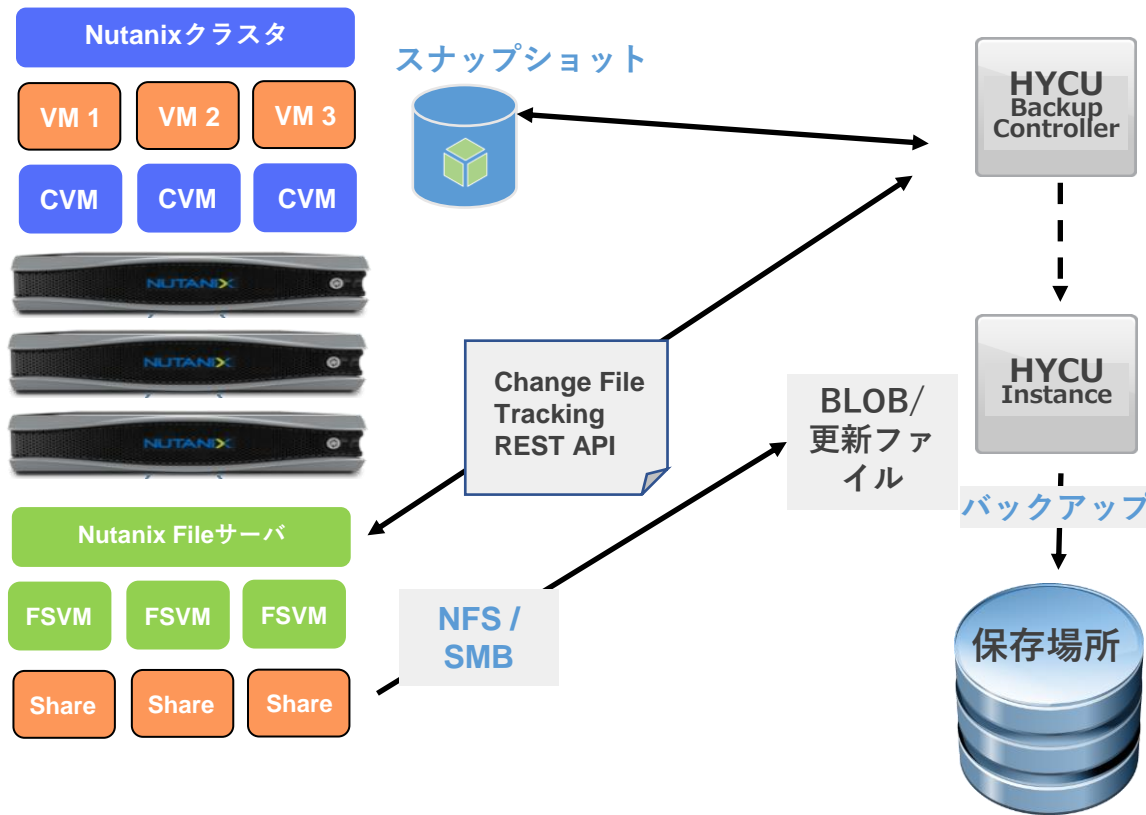 Nutanixクラスタ
VM 1
VM 2
VM 3
CVM
CVM
CVM
NUTANIX
NUTANIX
NUTANIX
Nutanix Fileサーバ
FSVM
FSVM
FSVM
Share
Share
Share
スナップショット
Change File
Tracking
REST API
NFS /
SMB
BLOB/
更新ファ
イル
HYCU
Backup
Controller
HYCU
Instance
バックアップ
保存場所